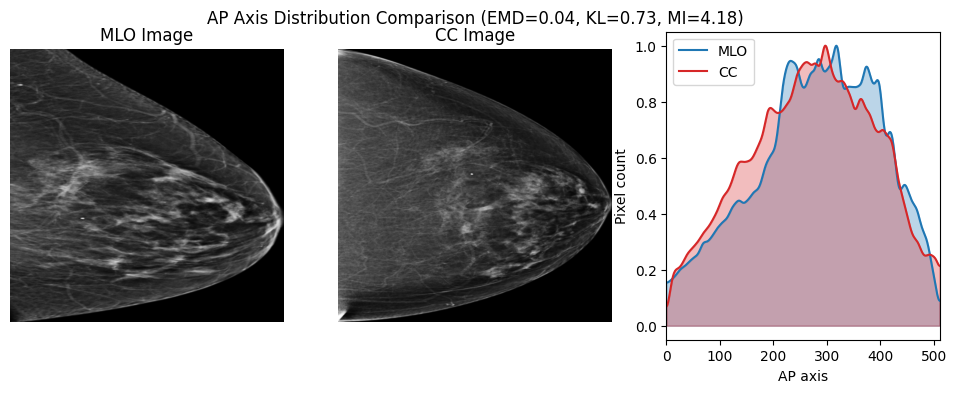 AP Axis Distribution Comparison (EMD=0.04, KL=0.73, MI=4.18)
MLO Image
CC Image
MLO
CC
1.0
0.8
0.6
0.4
0.2
0.0
Pixel count
0 100 200 300 400 500
AP axis